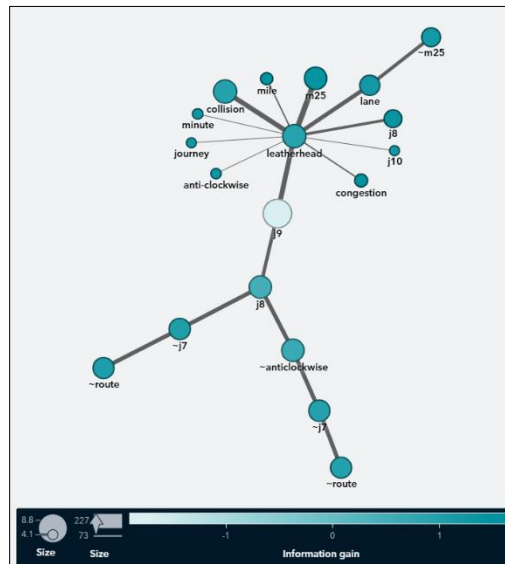 ~m25
mile
m25
lane
collision
minute
j8
journey
leatherhead
j10
anti-clockwise
congestion
j9
j8
~j7
~anticlockwise
~route
~j7
~route
8.8
4.1
Size
227
73
Size
-1
0
1
Information gain